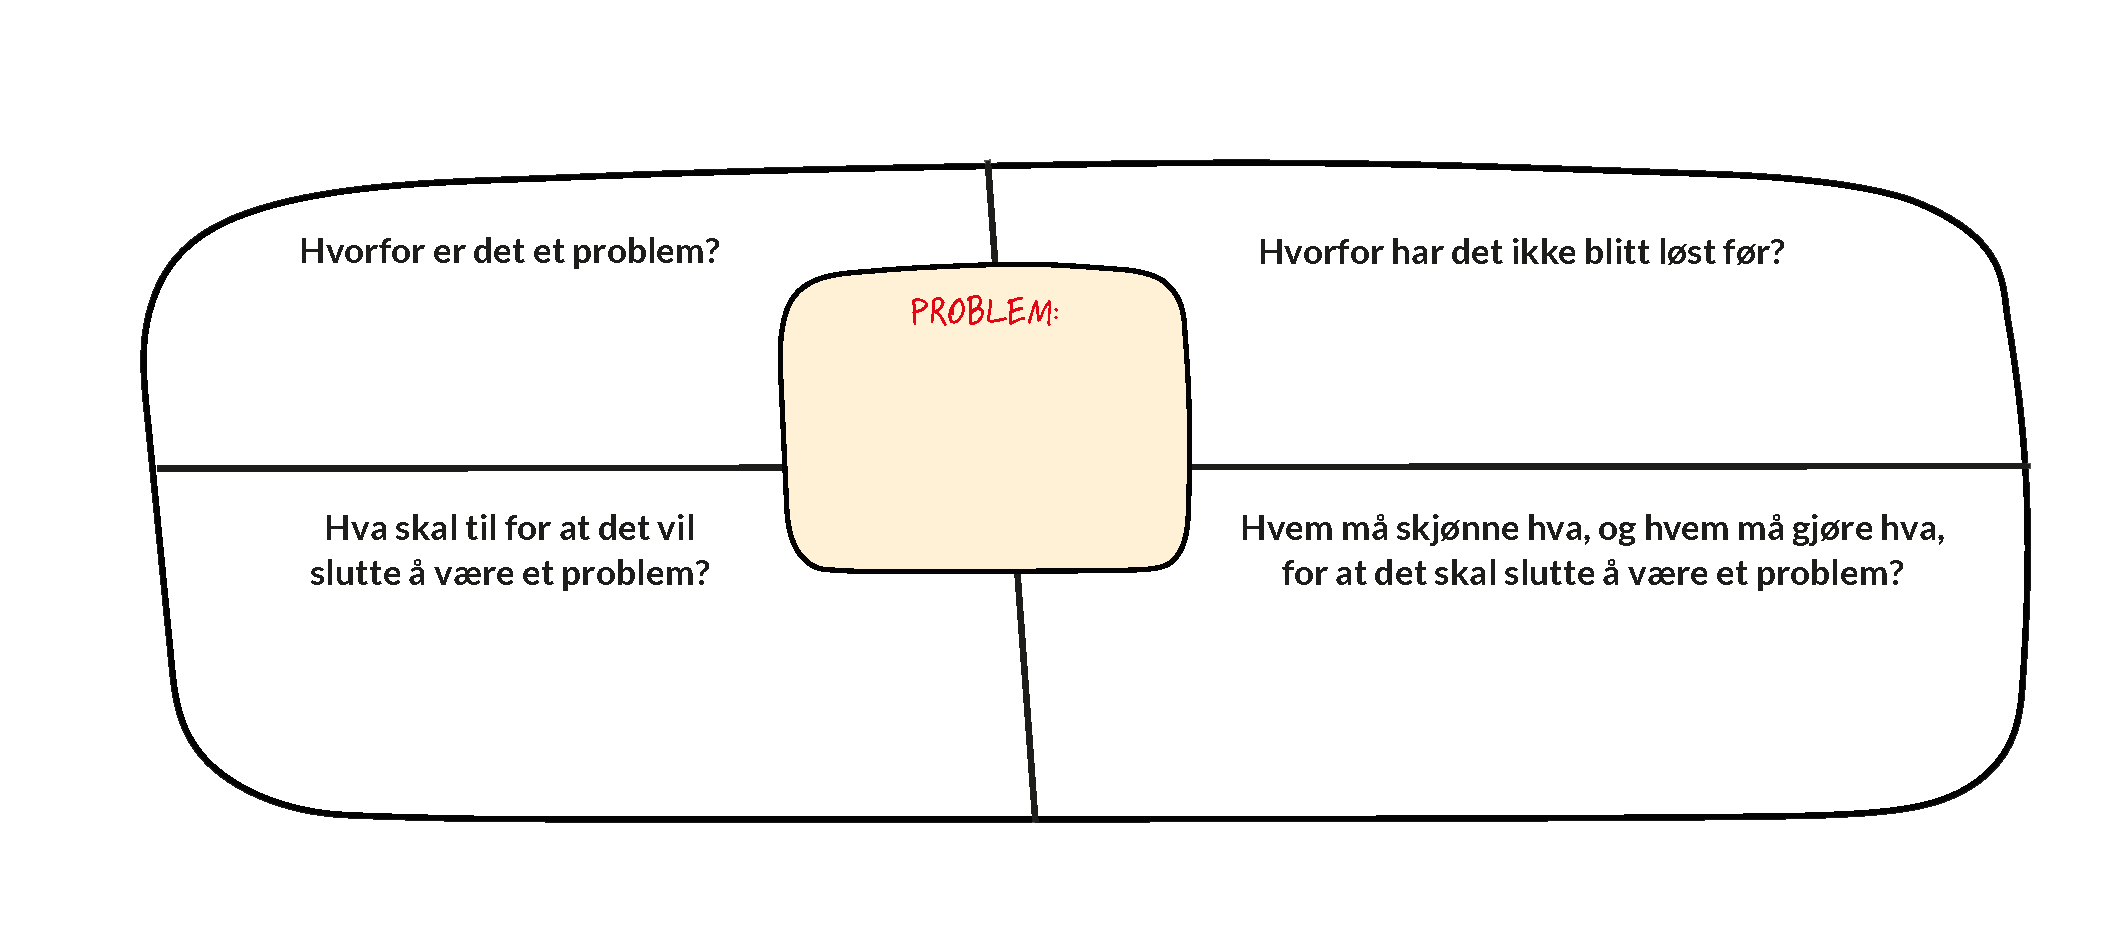 Hvorfor er det et problem?
Hvorfor har det ikke blitt løst før?
PROBLEM:
Hva skal til for at det vil
slutte å være et problem?
Hvem må skjønne hva, og hvem må gjøre hva,
for at det skal slutte å være et problem?